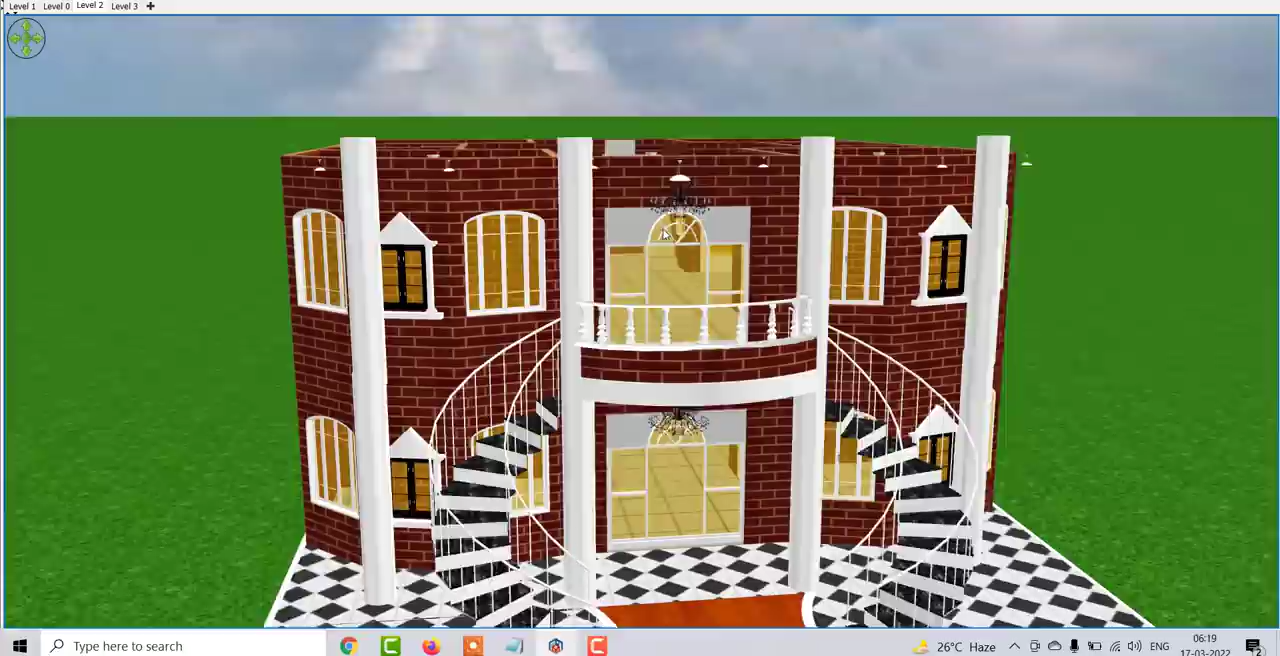 Level 1 Level 0 Level 2 Level 3
Type here to search
26°C Haze
ENG
06:19
17-03-2022
2